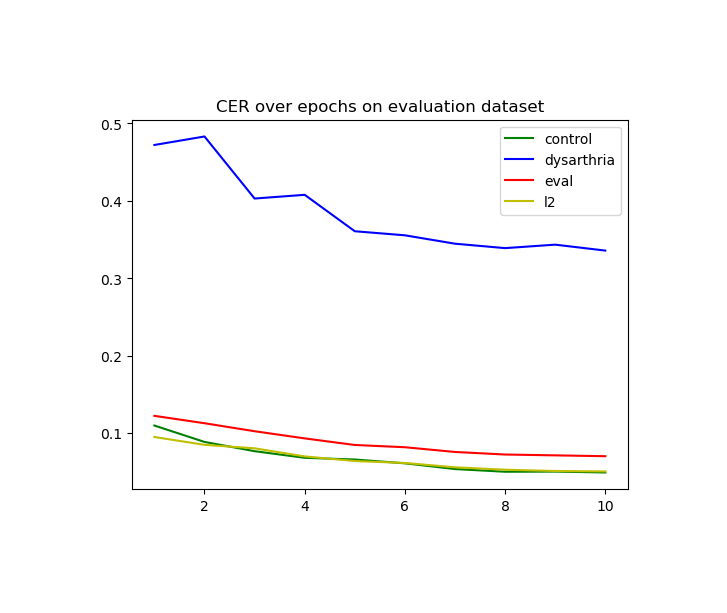 CER over epochs on evaluation dataset
0.5
0.4
0.3
0.2
0.1
control
dysarthria
eval
l2
2
4
6
8
10